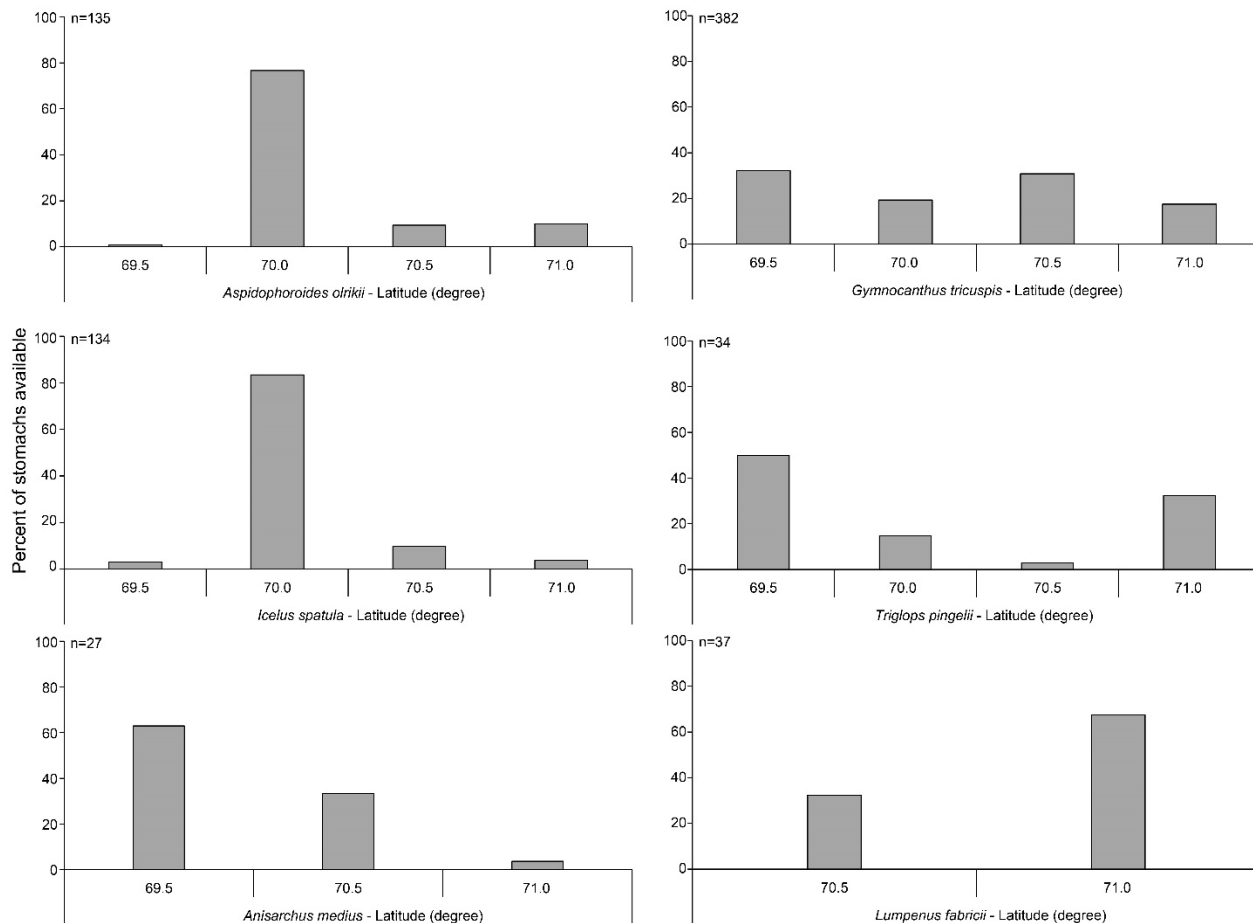 Percent of stomachs available
n=135
100
80
60
40
20
0
69.5 70.0 70.5 71.0
Aspidophoroides olrikii - Latitude (degree)
n=382
100
80
60
40
20
0
69.5 70.0 70.5 71.0
Gymnocanthus tricuspis - Latitude (degree)
n=134
100
80
60
40
20
0
69.5 70.0 70.5 71.0
Icelus spatula - Latitude (degree)
n=34
100
80
60
40
20
0
69.5 70.0 70.5 71.0
Triglops pingelii - Latitude (degree)
n=27
100
80
60
40
20
0
69.5 70.5 71.0
Anisarchus medius - Latitude (degree)
n=37
100
80
60
40
20
0
70.5 71.0
Lumpenus fabricii - Latitude (degree)